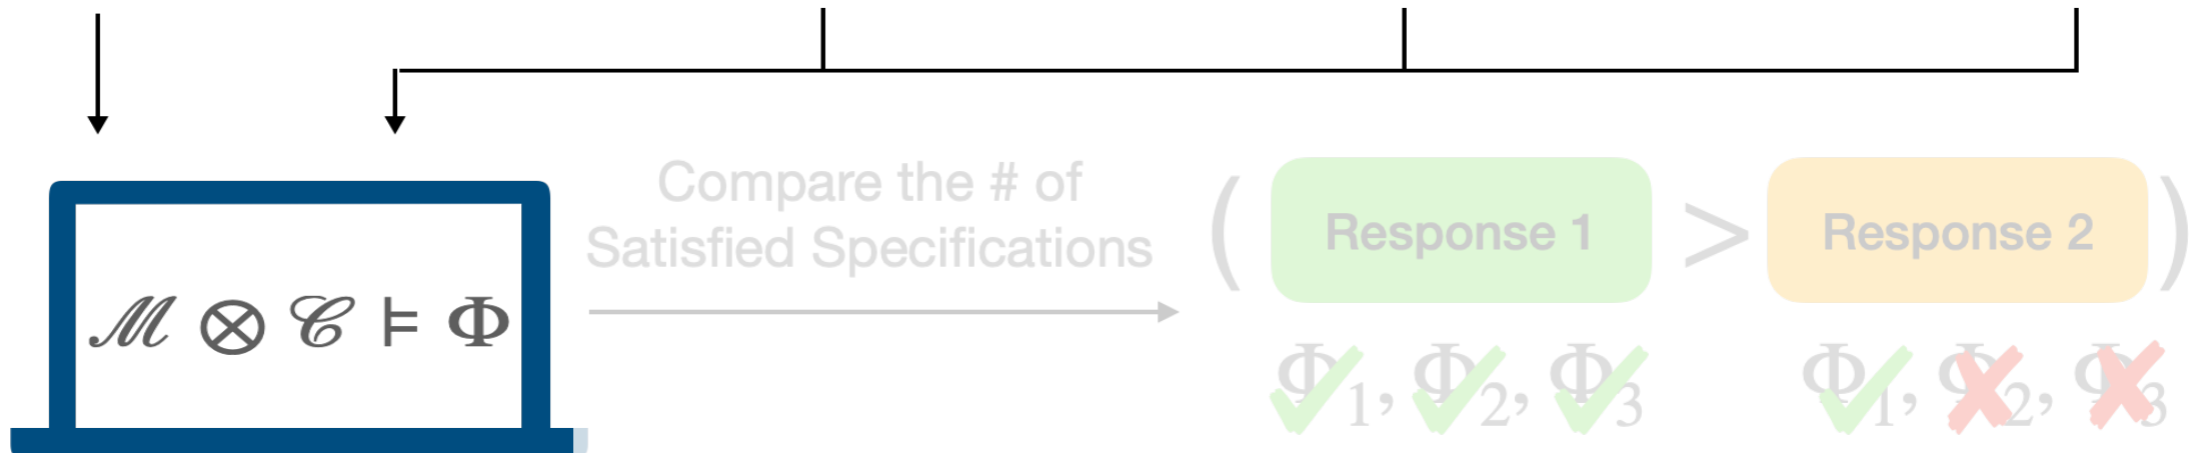 Compare the # of
Satisfied Specifications
( Response 1 > Response 2 )
ℳ ⊗ 𝒞 ⊨ Φ
Φ1, Φ2, Φ3
Φ1, Φ2, Φ3